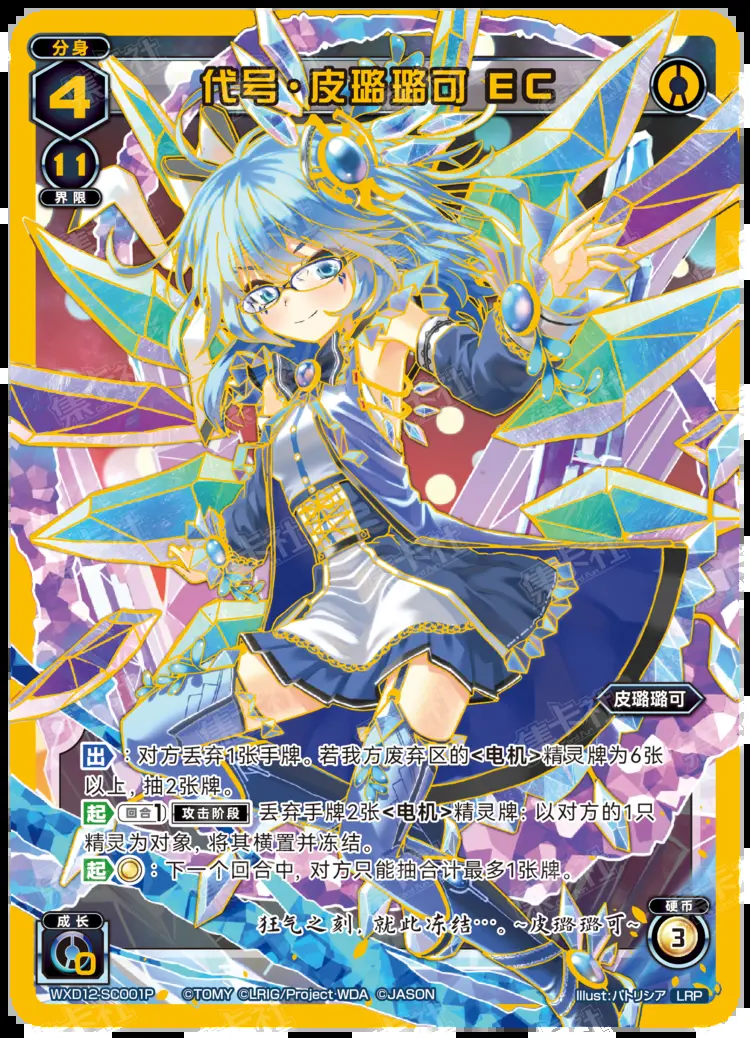 分身
4
代号·皮璐璐可 EC
11
界限
皮璐璐可
出：对方丢弃1张手牌。若我方废弃区的<电机>精灵牌为6张
以上，抽2张牌。
起 回合1 攻击阶段 丢弃手牌2张<电机>精灵牌：以对方的1只
精灵为对象，将其横置并冻结。
起：下一个回合中，对方只能抽合计最多1张牌。
狂气之刻，就此冻结…。~皮璐璐可~
成长
0
硬币
3
WXD12-SC001P ©TOMY ©LRIG/Project WDA ©JASON
Illust:パトリシア LRP
集卡社